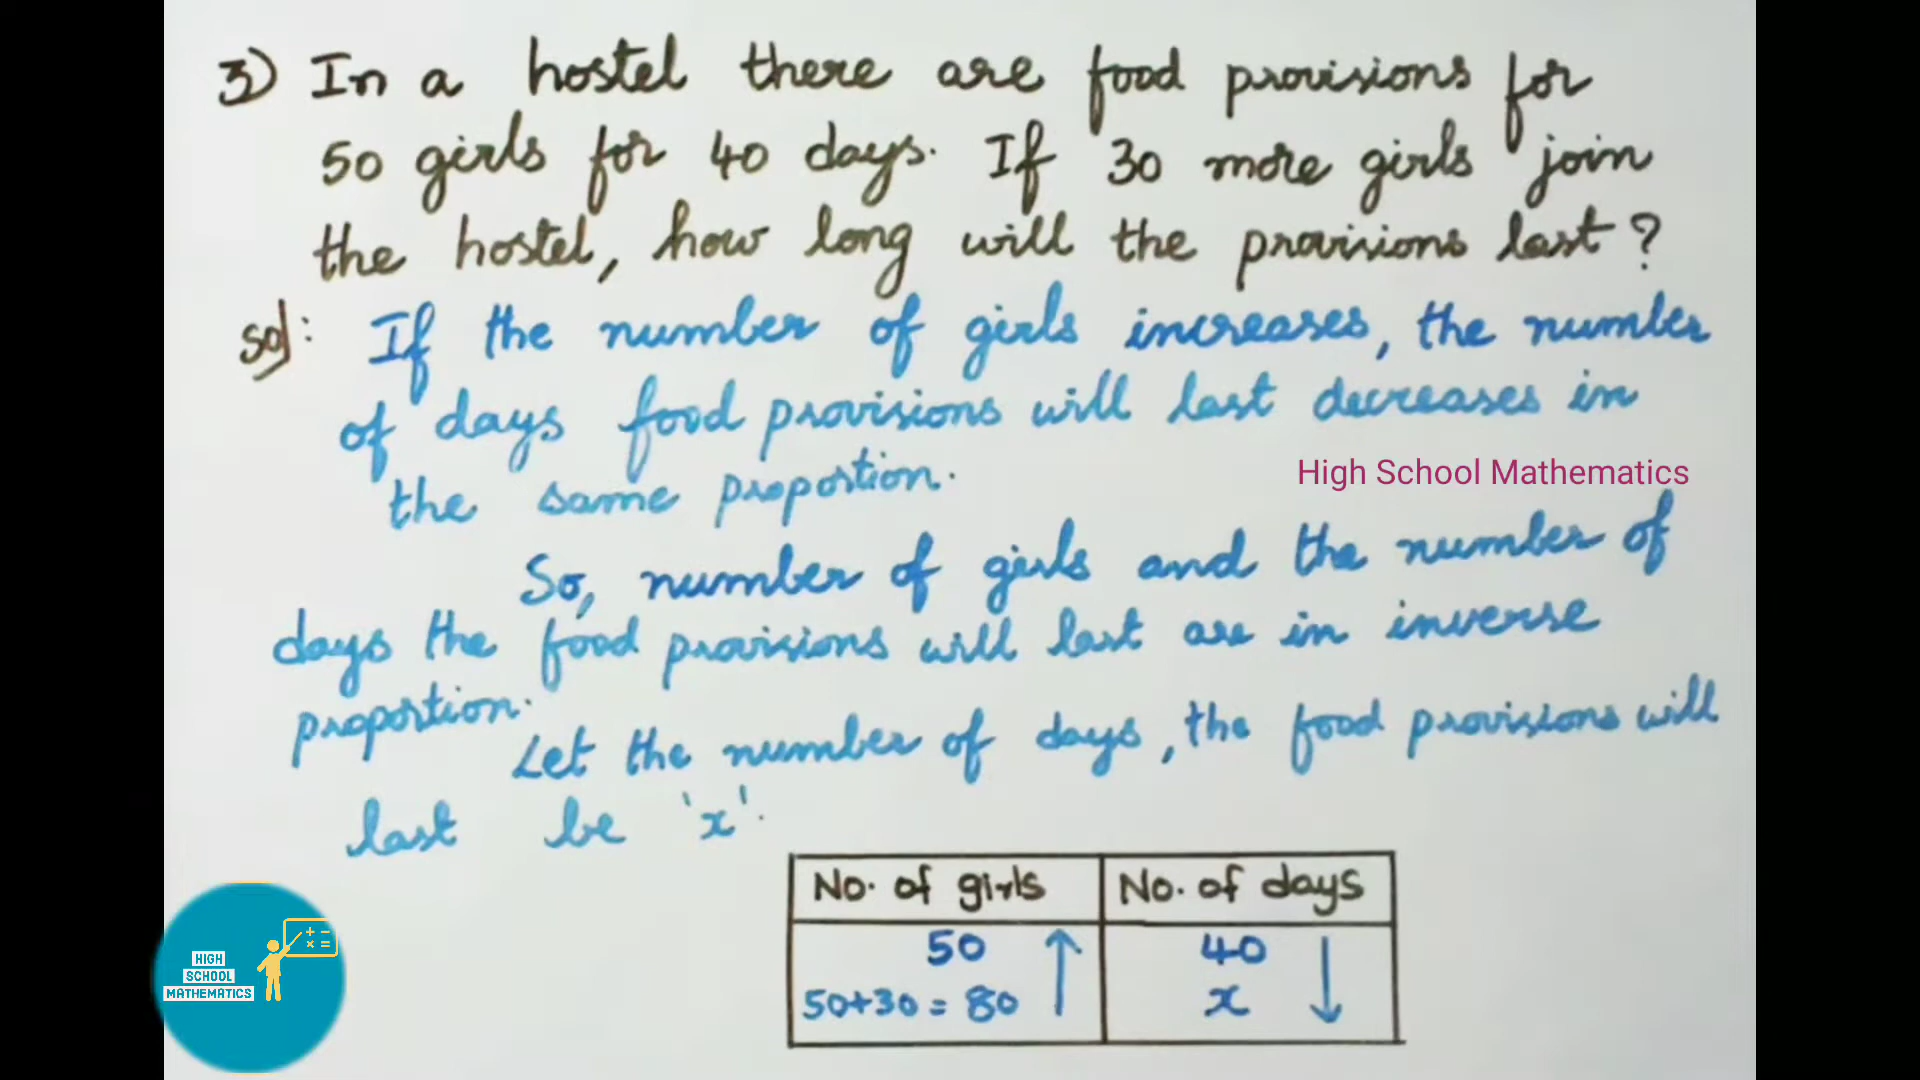 3) In a hostel there are food provisions for
50 girls for 40 days. If 30 more girls join
the hostel, how long will the provisions last?
Sol: If the number of girls increases, the number
of days food provisions will last decreases in
the same proportion.
High School Mathematics
So, number of girls and the number of
days the food provisions will last are in inverse
proportion.
Let the number of days, the food provisions will
last be 'x'.
No. of girls No. of days
50 ↑ 40 ↓
50+30 = 80 x
HIGH
SCHOOL
MATHEMATICS
+ −
× =